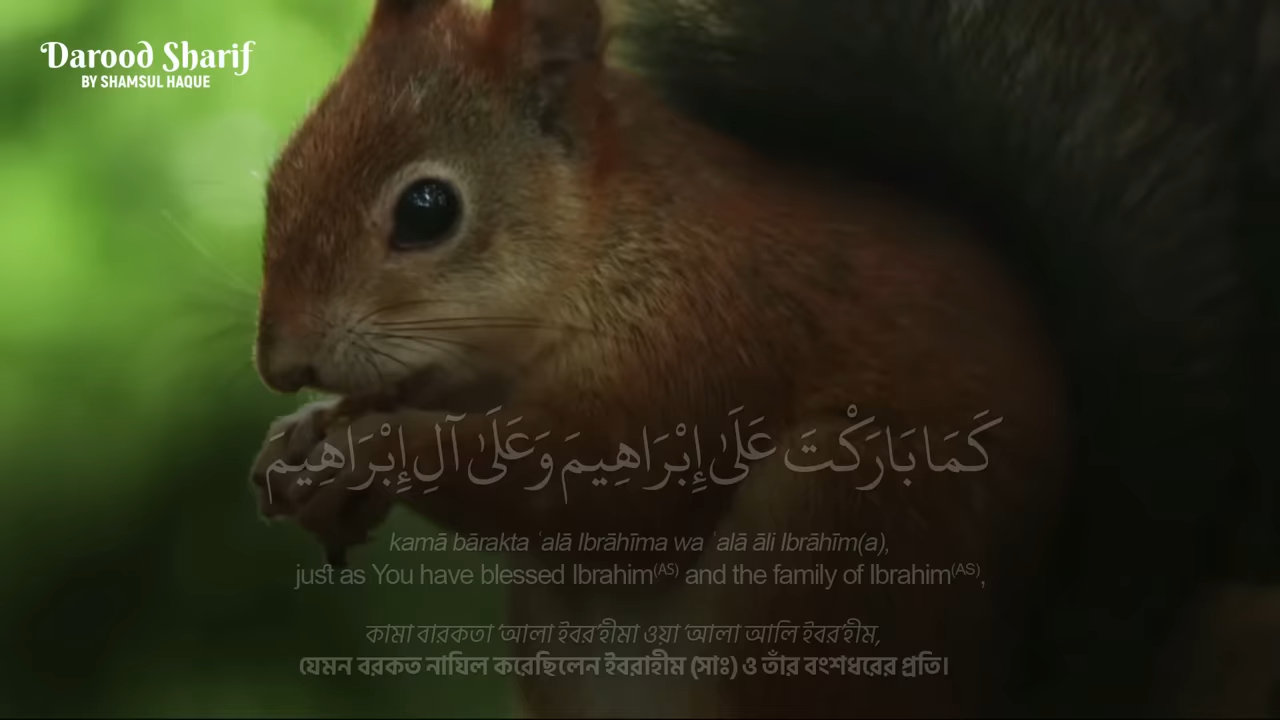 Darood Sharif
BY SHAMSUL HAQUE
كَمَا بَارَكْتَ عَلَىٰ إِبْرَاهِيمَ وَعَلَىٰ آلِ إِبْرَاهِيمَ
kamā bārakta ʿalā Ibrāhīma wa ʿalā āli Ibrāhīm(a),
just as You have blessed Ibrahim(AS) and the family of Ibrahim(AS),
কামা বারকতা ‘আলা ইবর‘হীমা ওয়া ‘আলা আলি ইবর‘হীম,
যেমন বরকত নাযিল করেছিলেন ইবরাহীম (সাঃ) ও তাঁর বংশধরের প্রতি।